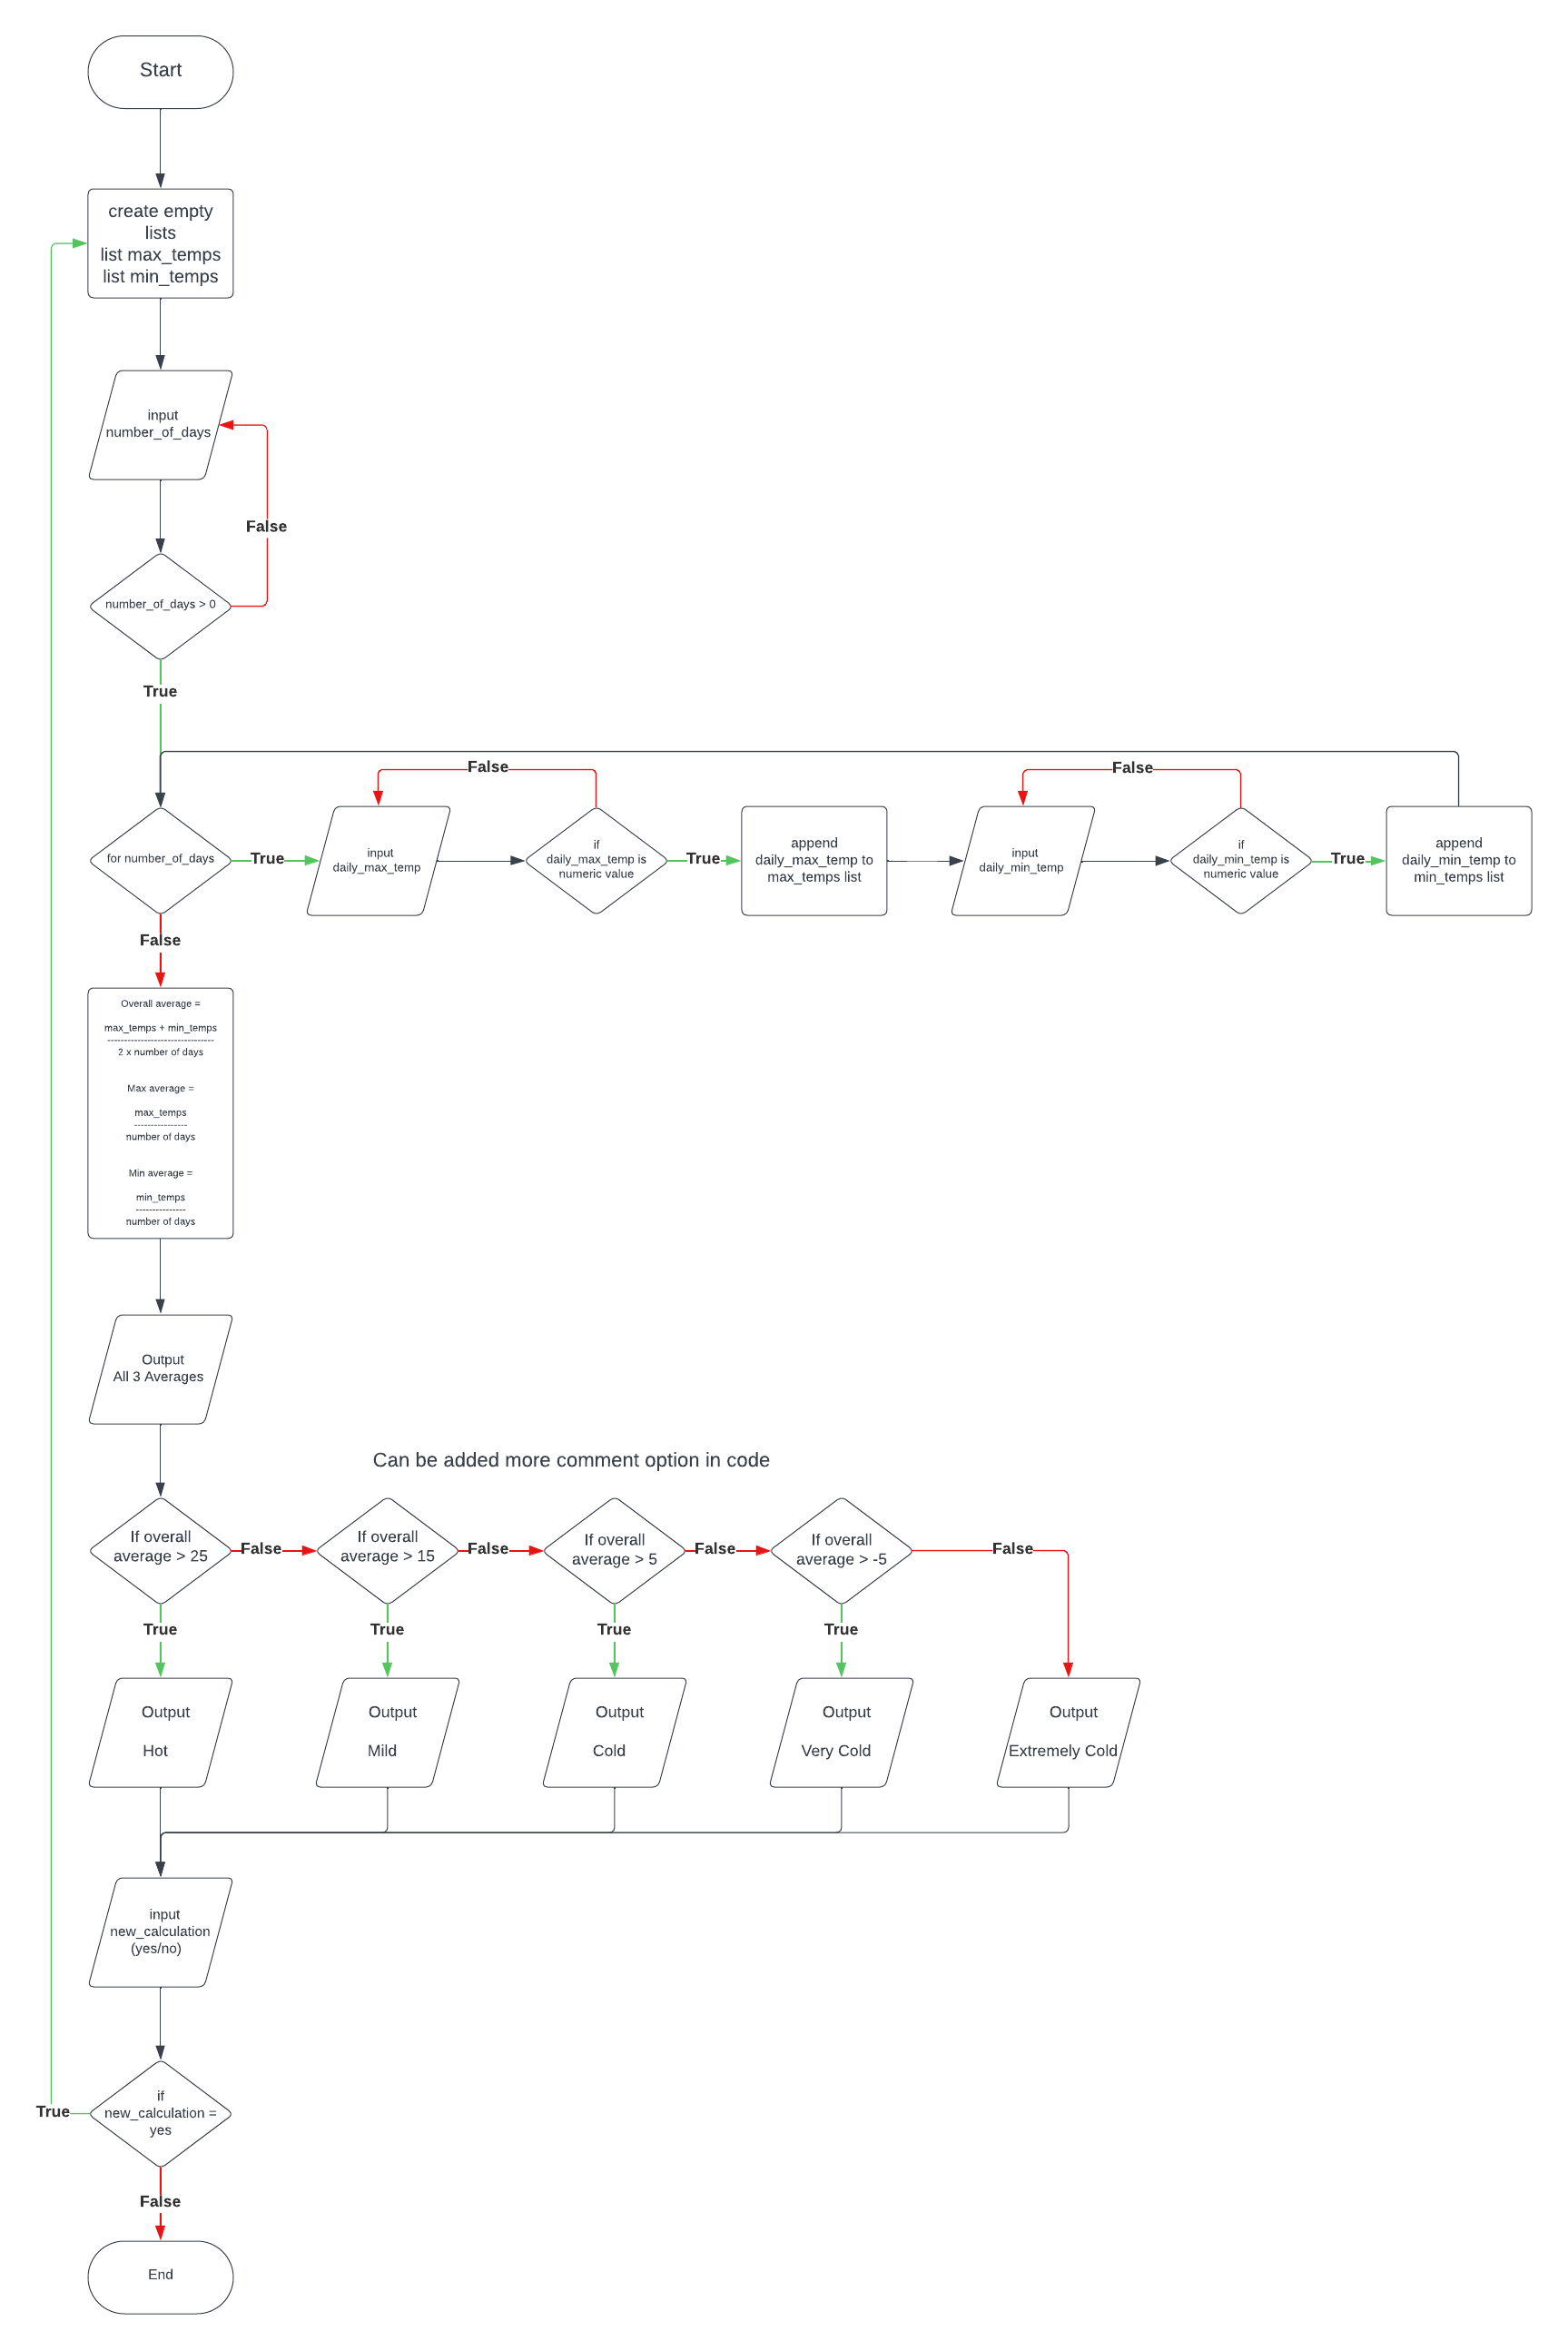 Start
create empty
lists
list max_temps
list min_temps
input
number_of_days
False
number_of_days > 0
True
for number_of_days
True
input
daily_max_temp
False
if
daily_max_temp is
numeric value
True
append
daily_max_temp to
max_temps list
input
daily_min_temp
False
if
daily_min_temp is
numeric value
True
append
daily_min_temp to
min_temps list
False
Overall average =
max_temps + min_temps
--------------------------------
2 x number of days
Max average =
max_temps
----------------
number of days
Min average =
min_temps
---------------
number of days
Output
All 3 Averages
Can be added more comment option in code
If overall
average > 25
False
If overall
average > 15
False
If overall
average > 5
False
If overall
average > -5
False
True
True
True
True
Output
Hot
Output
Mild
Output
Cold
Output
Very Cold
Output
Extremely Cold
input
new_calculation
(yes/no)
if
new_calculation =
yes
True
False
End